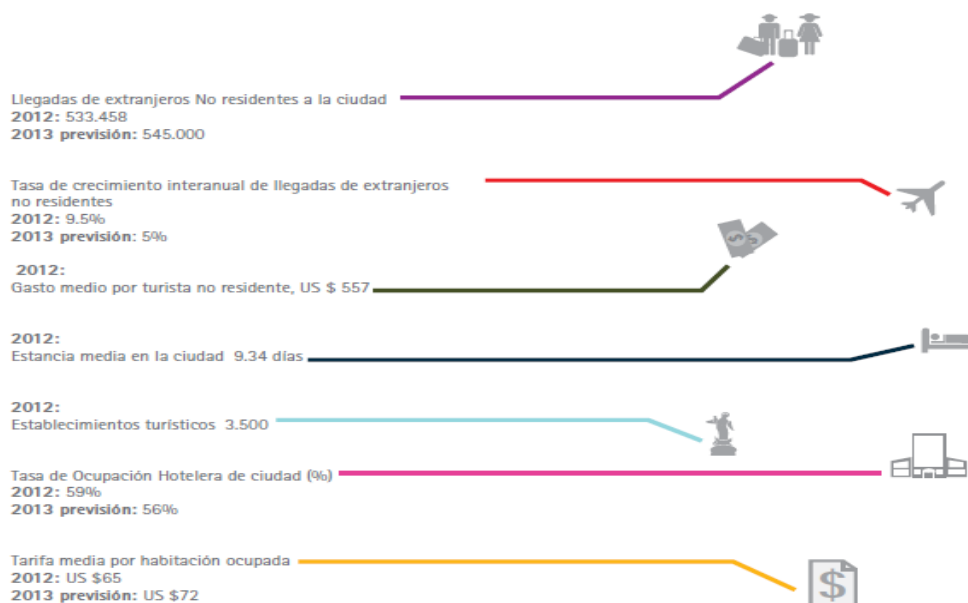 Llegadas de extranjeros No residentes a la ciudad
2012: 533.458
2013 previsión: 545.000
Tasa de crecimiento interanual de llegadas de extranjeros
no residentes
2012: 9.5%
2013 previsión: 5%
2012:
Gasto medio por turista no residente, US $ 557
2012:
Estancia media en la ciudad 9.34 días
2012:
Establecimientos turísticos 3.500
Tasa de Ocupación Hotelera de ciudad (%)
2012: 59%
2013 previsión: 56%
Tarifa media por habitación ocupada
2012: US $65
2013 previsión: US $72